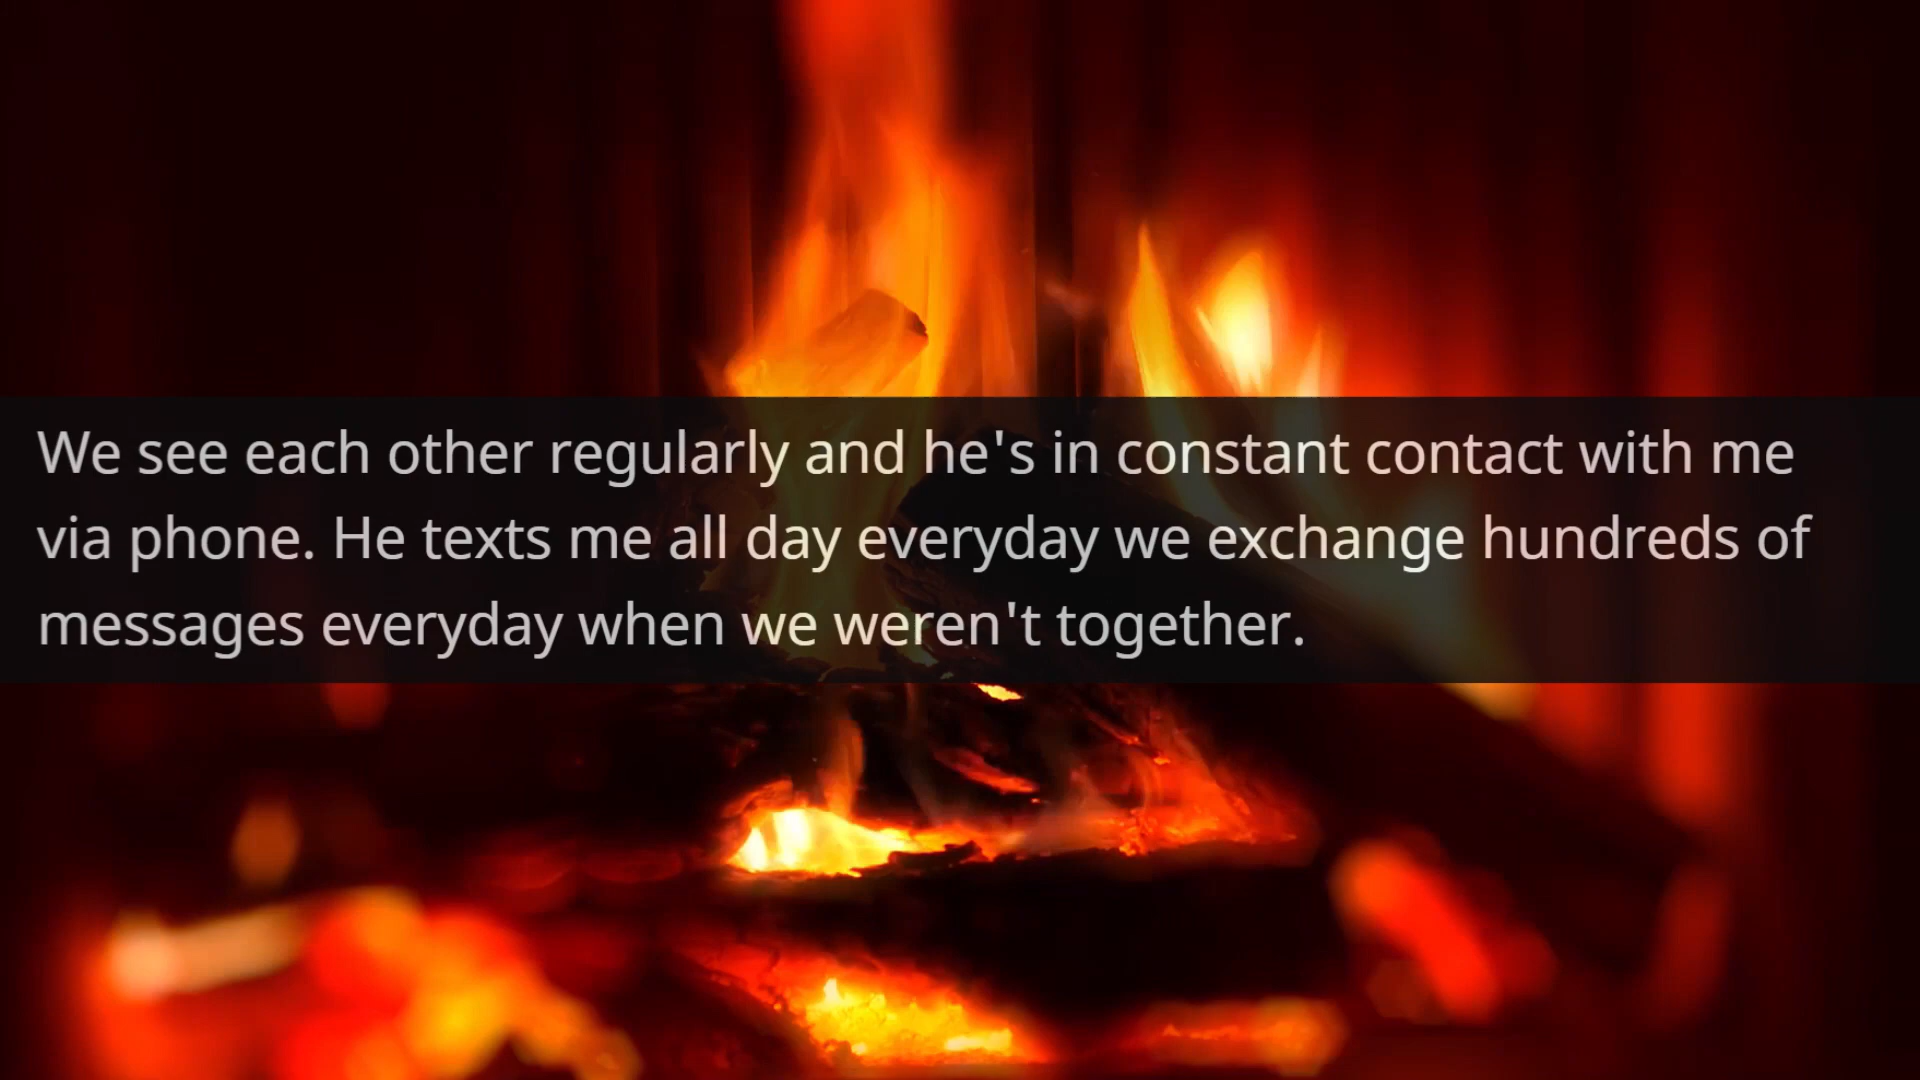 We see each other regularly and he's in constant contact with me
via phone. He texts me all day everyday we exchange hundreds of
messages everyday when we weren't together.